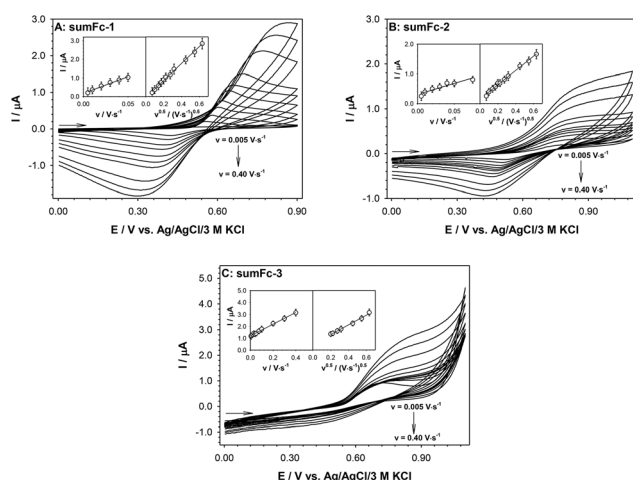 A: sumFc-1
3.0
2.0
1.0
0.0
-1.0
I / µA
I / µA
2.0
1.0
0.0
0.00 0.05
0.0 0.2 0.4 0.6
v / V·s⁻¹
v⁰·⁵ / (V·s⁻¹)⁰·⁵
v = 0.005 V·s⁻¹
v = 0.40 V·s⁻¹
0.00 0.30 0.60 0.90
E / V vs. Ag/AgCl/3 M KCl
B: sumFc-2
3.0
2.0
1.0
0.0
-1.0
I / µA
I / µA
2.0
1.0
0.0
0.00 0.05
0.2 0.4 0.6
v / V·s⁻¹
v⁰·⁵ / (V·s⁻¹)⁰·⁵
v = 0.005 V·s⁻¹
v = 0.40 V·s⁻¹
0.00 0.30 0.60 0.90
E / V vs. Ag/AgCl/3 M KCl
C: sumFc-3
5.0
4.0
3.0
2.0
1.0
0.0
-1.0
I / µA
I / µA
5.0
4.0
3.0
2.0
1.0
0.0
0.0 0.2 0.4
0.0 0.2 0.4 0.6
v / V·s⁻¹
v⁰·⁵ / (V·s⁻¹)⁰·⁵
v = 0.005 V·s⁻¹
v = 0.40 V·s⁻¹
0.00 0.30 0.60 0.90
E / V vs. Ag/AgCl/3 M KCl